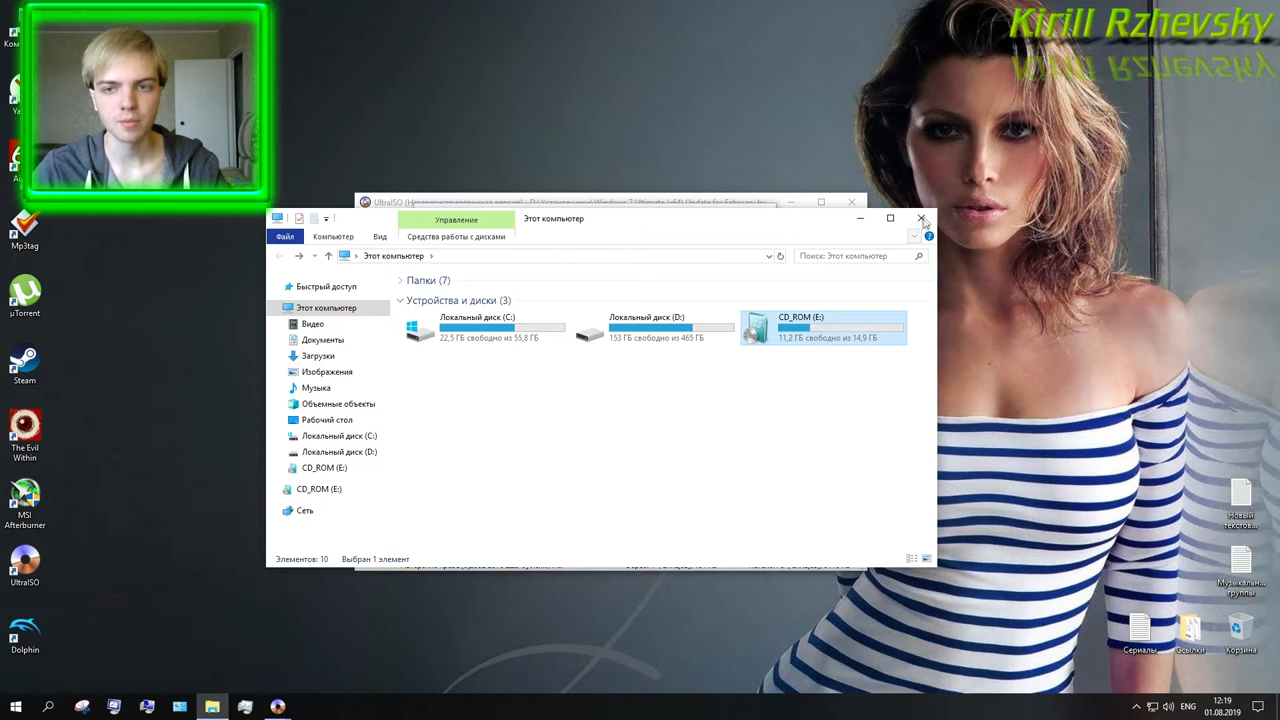 Kirill Rzhevsky
Mp3tag
µTorrent
Steam
The Evil
Within
MSI
Afterburner
UltraISO
Dolphin
Управление
Этот компьютер
Файл
Компьютер
Вид
Средства работы с дисками
Этот компьютер
Поиск: Этот компьютер
Быстрый доступ
Этот компьютер
Видео
Документы
Загрузки
Изображения
Музыка
Объемные объекты
Рабочий стол
Локальный диск (C:)
Локальный диск (D:)
CD_ROM (E:)
CD_ROM (E:)
Сеть
Папки (7)
Устройства и диски (3)
Локальный диск (C:)
22,5 ГБ свободно из 55,8 ГБ
Локальный диск (D:)
153 ГБ свободно из 465 ГБ
CD_ROM (E:)
11,2 ГБ свободно из 14,9 ГБ
Элементов: 10
Выбран 1 элемент
Новый
текстов...
Музыкальн...
группы
Сериалы
Ссылки
Корзина
ENG
12:19
01.08.2019